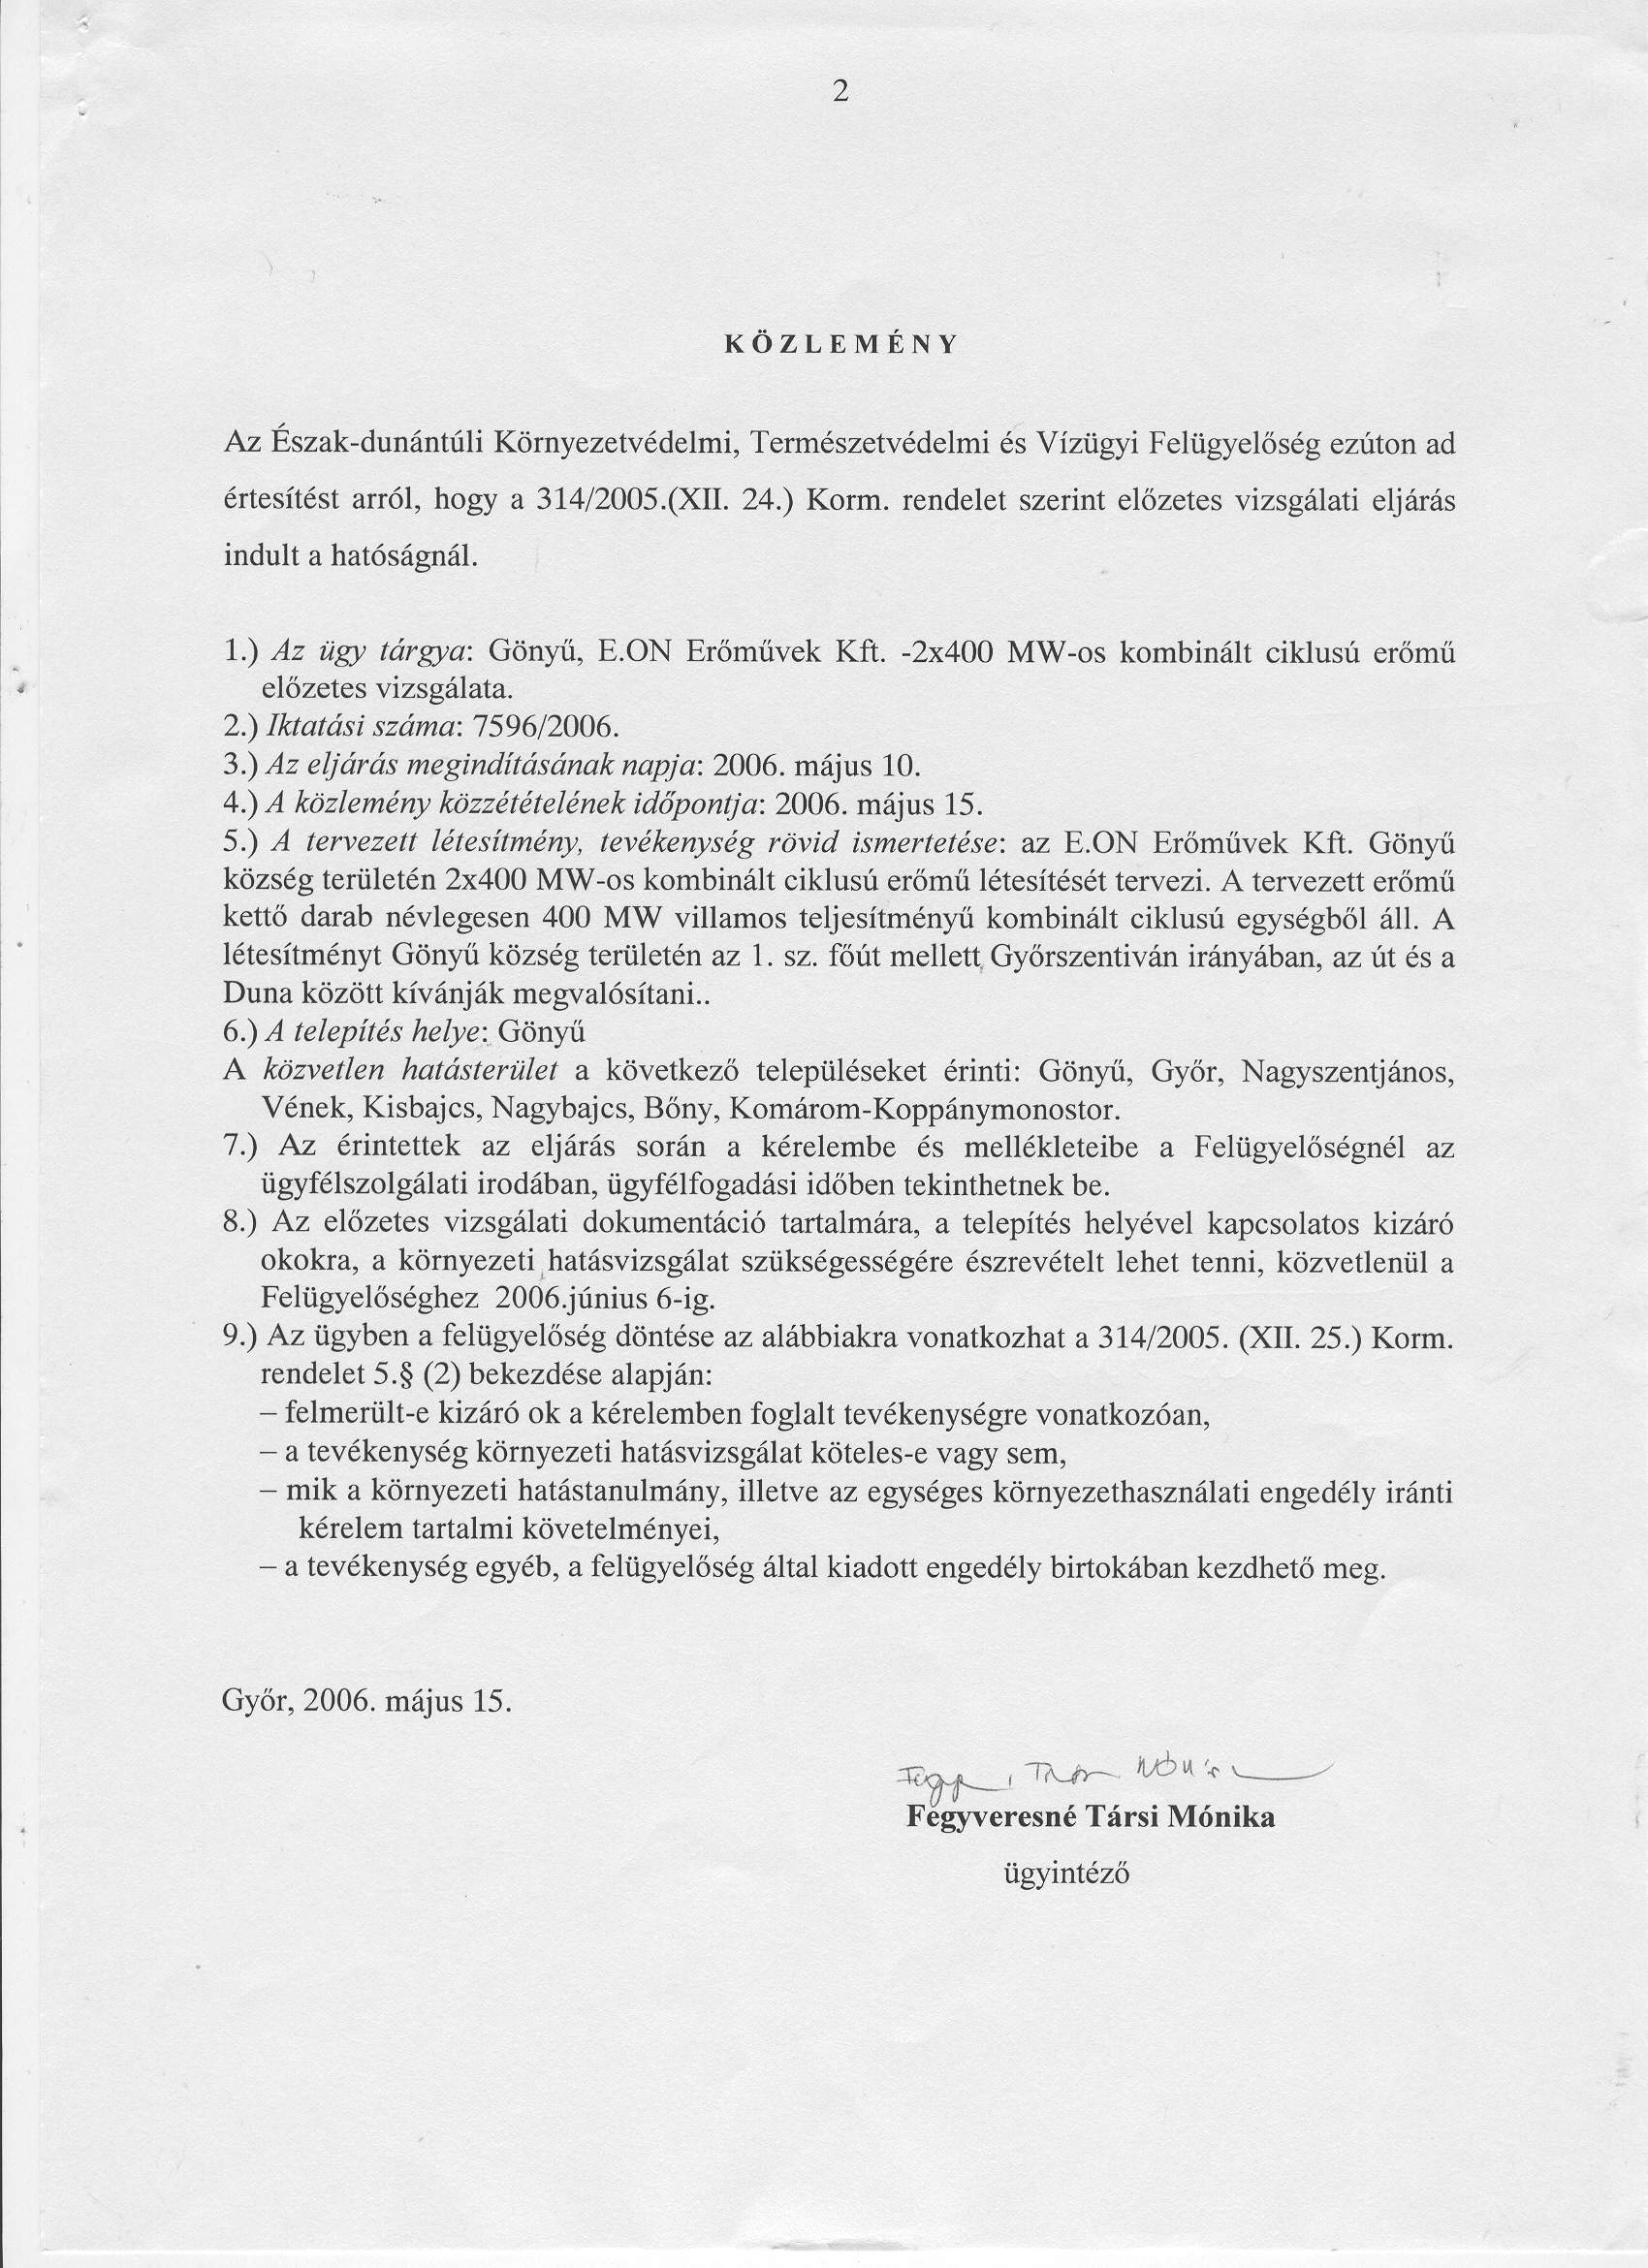 2
KÖZLEMÉNY
Az Észak-dunántúli Környezetvédelmi, Természetvédelmi és Vízügyi Felügyelőség ezúton ad
értesítést arról, hogy a 314/2005.(XII. 24.) Korm. rendelet szerint előzetes vizsgálati eljárás
indult a hatóságnál.
1.) Az ügy tárgya: Gönyű, E.ON Erőművek Kft. -2x400 MW-os kombinált ciklusú erőmű
előzetes vizsgálata.
2.) Iktatási száma: 7596/2006.
3.) Az eljárás megindításának napja: 2006. május 10.
4.) A közlemény közzétételének időpontja: 2006. május 15.
5.) A tervezett létesítmény, tevékenység rövid ismertetése: az E.ON Erőművek Kft. Gönyű
község területén 2x400 MW-os kombinált ciklusú erőmű létesítését tervezi. A tervezett erőmű
kettő darab névlegesen 400 MW villamos teljesítményű kombinált ciklusú egységből áll. A
létesítményt Gönyű község területén az 1. sz. főút mellett Győrszentiván irányában, az út és a
Duna között kívánják megvalósítani..
6.) A telepítés helye: Gönyű
A közvetlen hatásterület a következő településeket érinti: Gönyű, Győr, Nagyszentjános,
Vének, Kisbajcs, Nagybajcs, Bőny, Komárom-Koppánymonostor.
7.) Az érintettek az eljárás során a kérelembe és mellékleteibe a Felügyelőségnél az
ügyfélszolgálati irodában, ügyfélfogadási időben tekinthetnek be.
8.) Az előzetes vizsgálati dokumentáció tartalmára, a telepítés helyével kapcsolatos kizáró
okokra, a környezeti hatásvizsgálat szükségességére észrevételt lehet tenni, közvetlenül a
Felügyelőséghez 2006.június 6-ig.
9.) Az ügyben a felügyelőség döntése az alábbiakra vonatkozhat a 314/2005. (XII. 25.) Korm.
rendelet 5.§ (2) bekezdése alapján:
– felmerült-e kizáró ok a kérelemben foglalt tevékenységre vonatkozóan,
– a tevékenység környezeti hatásvizsgálat köteles-e vagy sem,
– mik a környezeti hatástanulmány, illetve az egységes környezethasználati engedély iránti
kérelem tartalmi követelményei,
– a tevékenység egyéb, a felügyelőség által kiadott engedély birtokában kezdhető meg.
Győr, 2006. május 15.
Fegyveresné Társi Mónika
ügyintéző